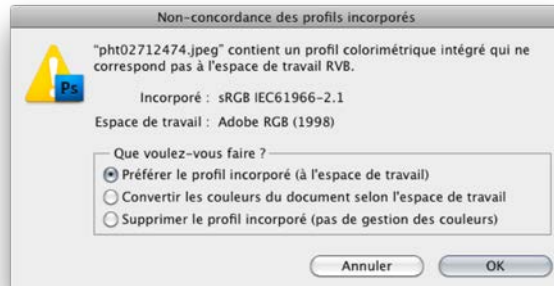 Non-concordance des profils incorporés
"pht02712474.jpeg" contient un profil colorimétrique intégré qui ne
correspond pas à l'espace de travail RVB.
Ps
Incorporé : sRGB IEC61966-2.1
Espace de travail : Adobe RGB (1998)
Que voulez-vous faire ?
Préférer le profil incorporé (à l'espace de travail)
Convertir les couleurs du document selon l'espace de travail
Supprimer le profil incorporé (pas de gestion des couleurs)
Annuler
OK